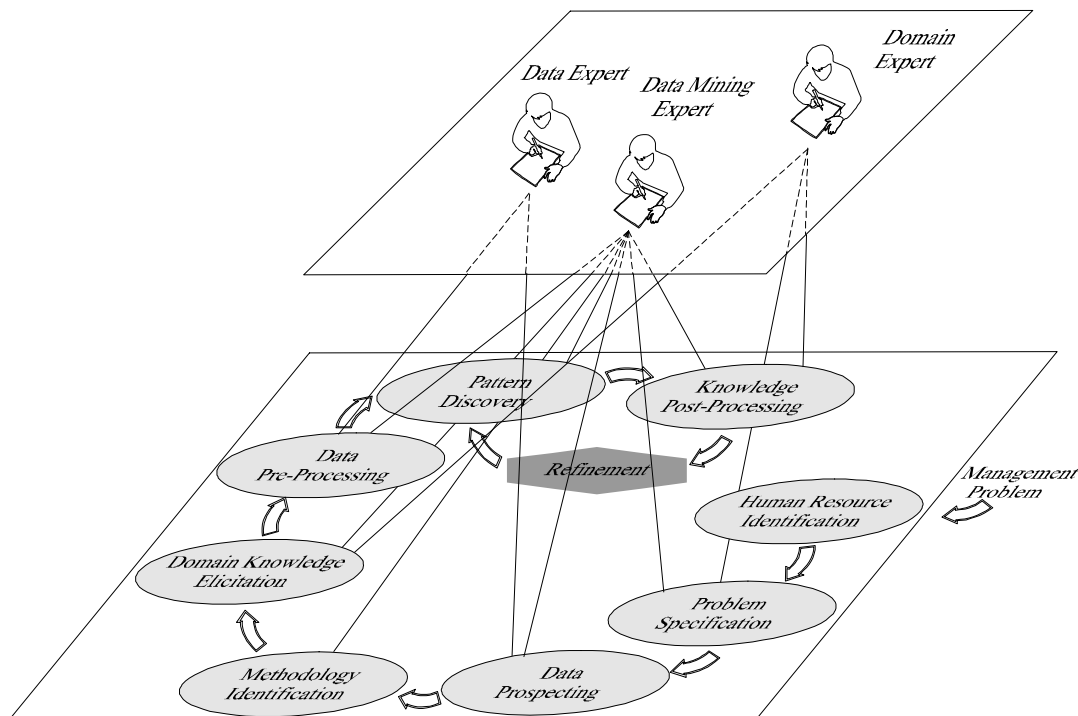 Domain
Expert
Data Expert
Data Mining
Expert
Pattern
Discovery
Knowledge
Post-Processing
Data
Pre-Processing
Refinement
Management
Problem
Human Resource
Identification
Domain Knowledge
Elicitation
Problem
Specification
Methodology
Identification
Data
Prospecting